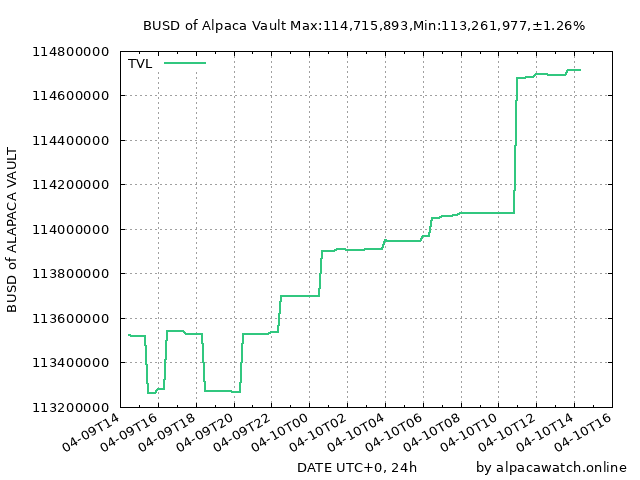 BUSD of Alpaca Vault Max:114,715,893,Min:113,261,977,±1.26%
TVL
114800000
114600000
114400000
114200000
114000000
113800000
113600000
113400000
113200000
BUSD of ALAPACA VAULT
04-09T14
04-09T16
04-09T18
04-09T20
04-09T22
04-10T00
04-10T02
04-10T04
04-10T06
04-10T08
04-10T10
04-10T12
04-10T14
04-10T16
DATE UTC+0, 24h
by alpacawatch.online